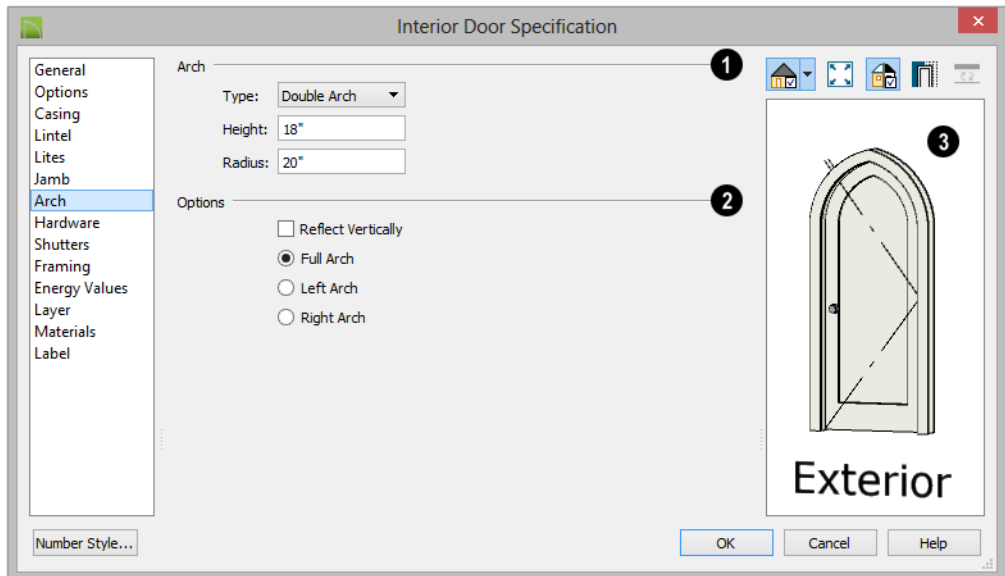 Interior Door Specification
General
Options
Casing
Lintel
Lites
Jamb
Arch
Hardware
Shutters
Framing
Energy Values
Layer
Materials
Label
Arch
1
Type: Double Arch
Height: 18"
Radius: 20"
Options
2
Reflect Vertically
Full Arch
Left Arch
Right Arch
3
Exterior
Number Style...
OK Cancel Help